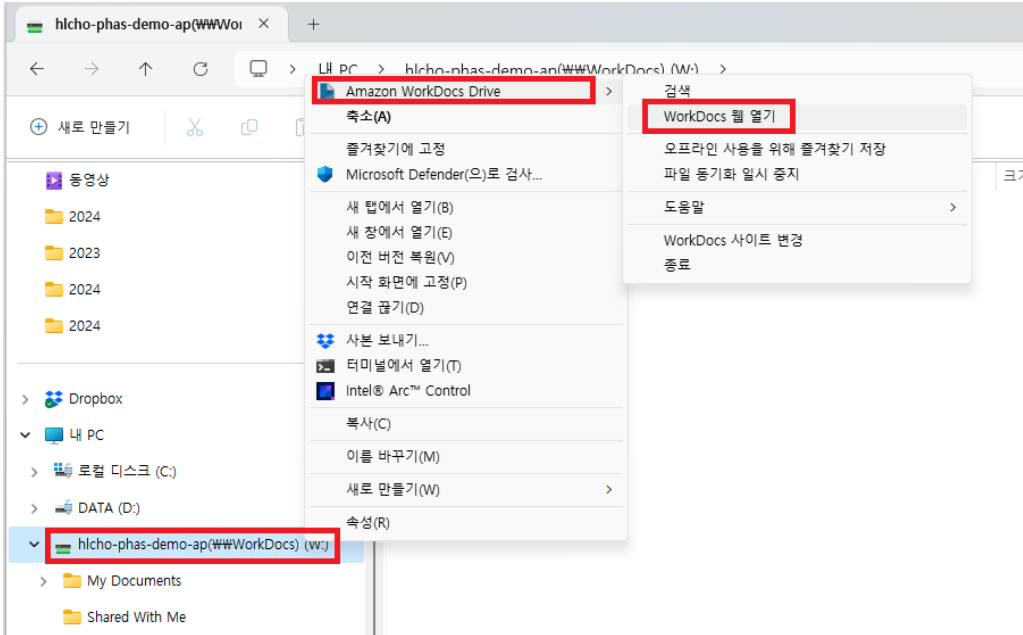 hlcho-phas-demo-ap(₩₩Wor
내 PC > hlcho-phas-demo-ap(₩₩WorkDocs) (W:) >
새로 만들기
크기
동영상
2024
2023
2024
2024
Dropbox
내 PC
로컬 디스크 (C:)
DATA (D:)
hlcho-phas-demo-ap(₩₩WorkDocs) (W:)
My Documents
Shared With Me
Amazon WorkDocs Drive
축소(A)
즐겨찾기에 고정
Microsoft Defender(으)로 검사...
새 탭에서 열기(B)
새 창에서 열기(E)
이전 버전 복원(V)
시작 화면에 고정(P)
연결 끊기(D)
사본 보내기...
터미널에서 열기(T)
Intel® Arc™ Control
복사(C)
이름 바꾸기(M)
새로 만들기(W)
속성(R)
검색
WorkDocs 웹 열기
오프라인 사용을 위해 즐겨찾기 저장
파일 동기화 일시 중지
도움말
WorkDocs 사이트 변경
종료